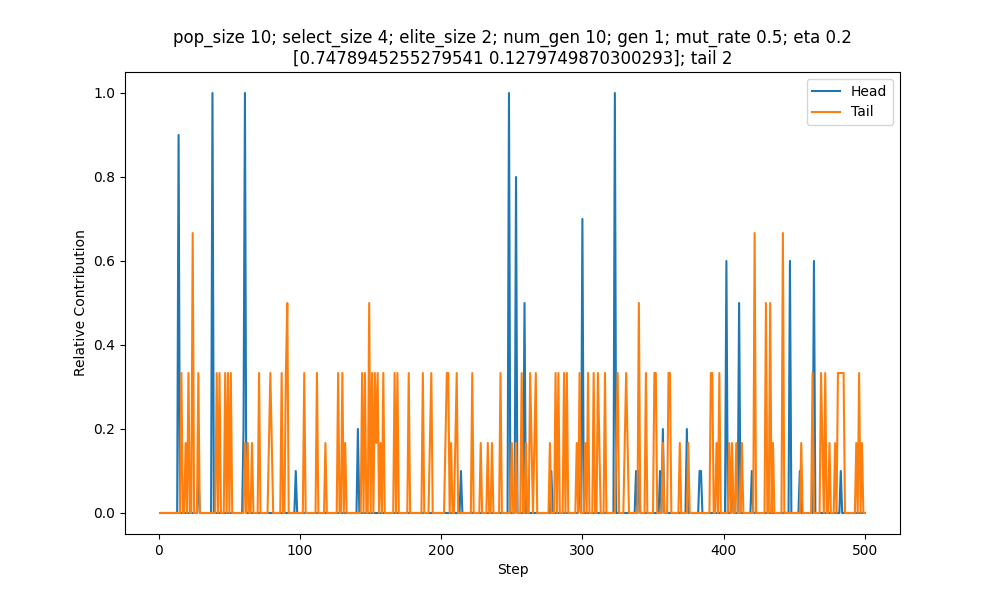 pop_size 10; select_size 4; elite_size 2; num_gen 10; gen 1; mut_rate 0.5; eta 0.2
[0.7478945255279541 0.1279749870300293]; tail 2
Head
Tail
1.0
0.8
0.6
0.4
0.2
0.0
Relative Contribution
0
100
200
300
400
500
Step